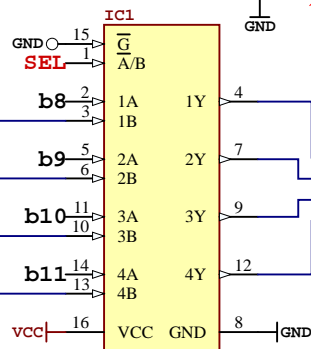 IC1
GND
GND 15 G
SEL 1 A/B
b8 2 1A 1Y 4
3 1B
b9 5 2A 2Y 7
6 2B
b10 11 3A 3Y 9
10 3B
b11 14 4A 4Y 12
13 4B
VCC 16 VCC GND 8 GND